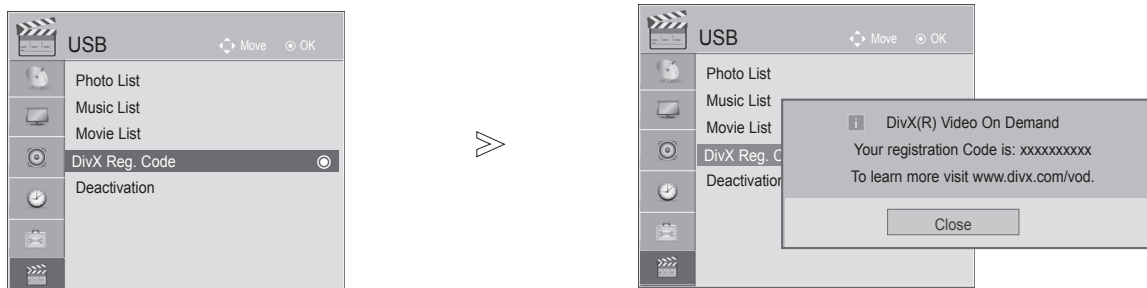 USB
Move
OK
Photo List
Music List
Movie List
DivX Reg. Code
Deactivation
USB
Move
OK
Photo List
Music List
Movie List
DivX Reg. C
Deactivation
i DivX(R) Video On Demand
Your registration Code is: xxxxxxxxxx
To learn more visit www.divx.com/vod.
Close